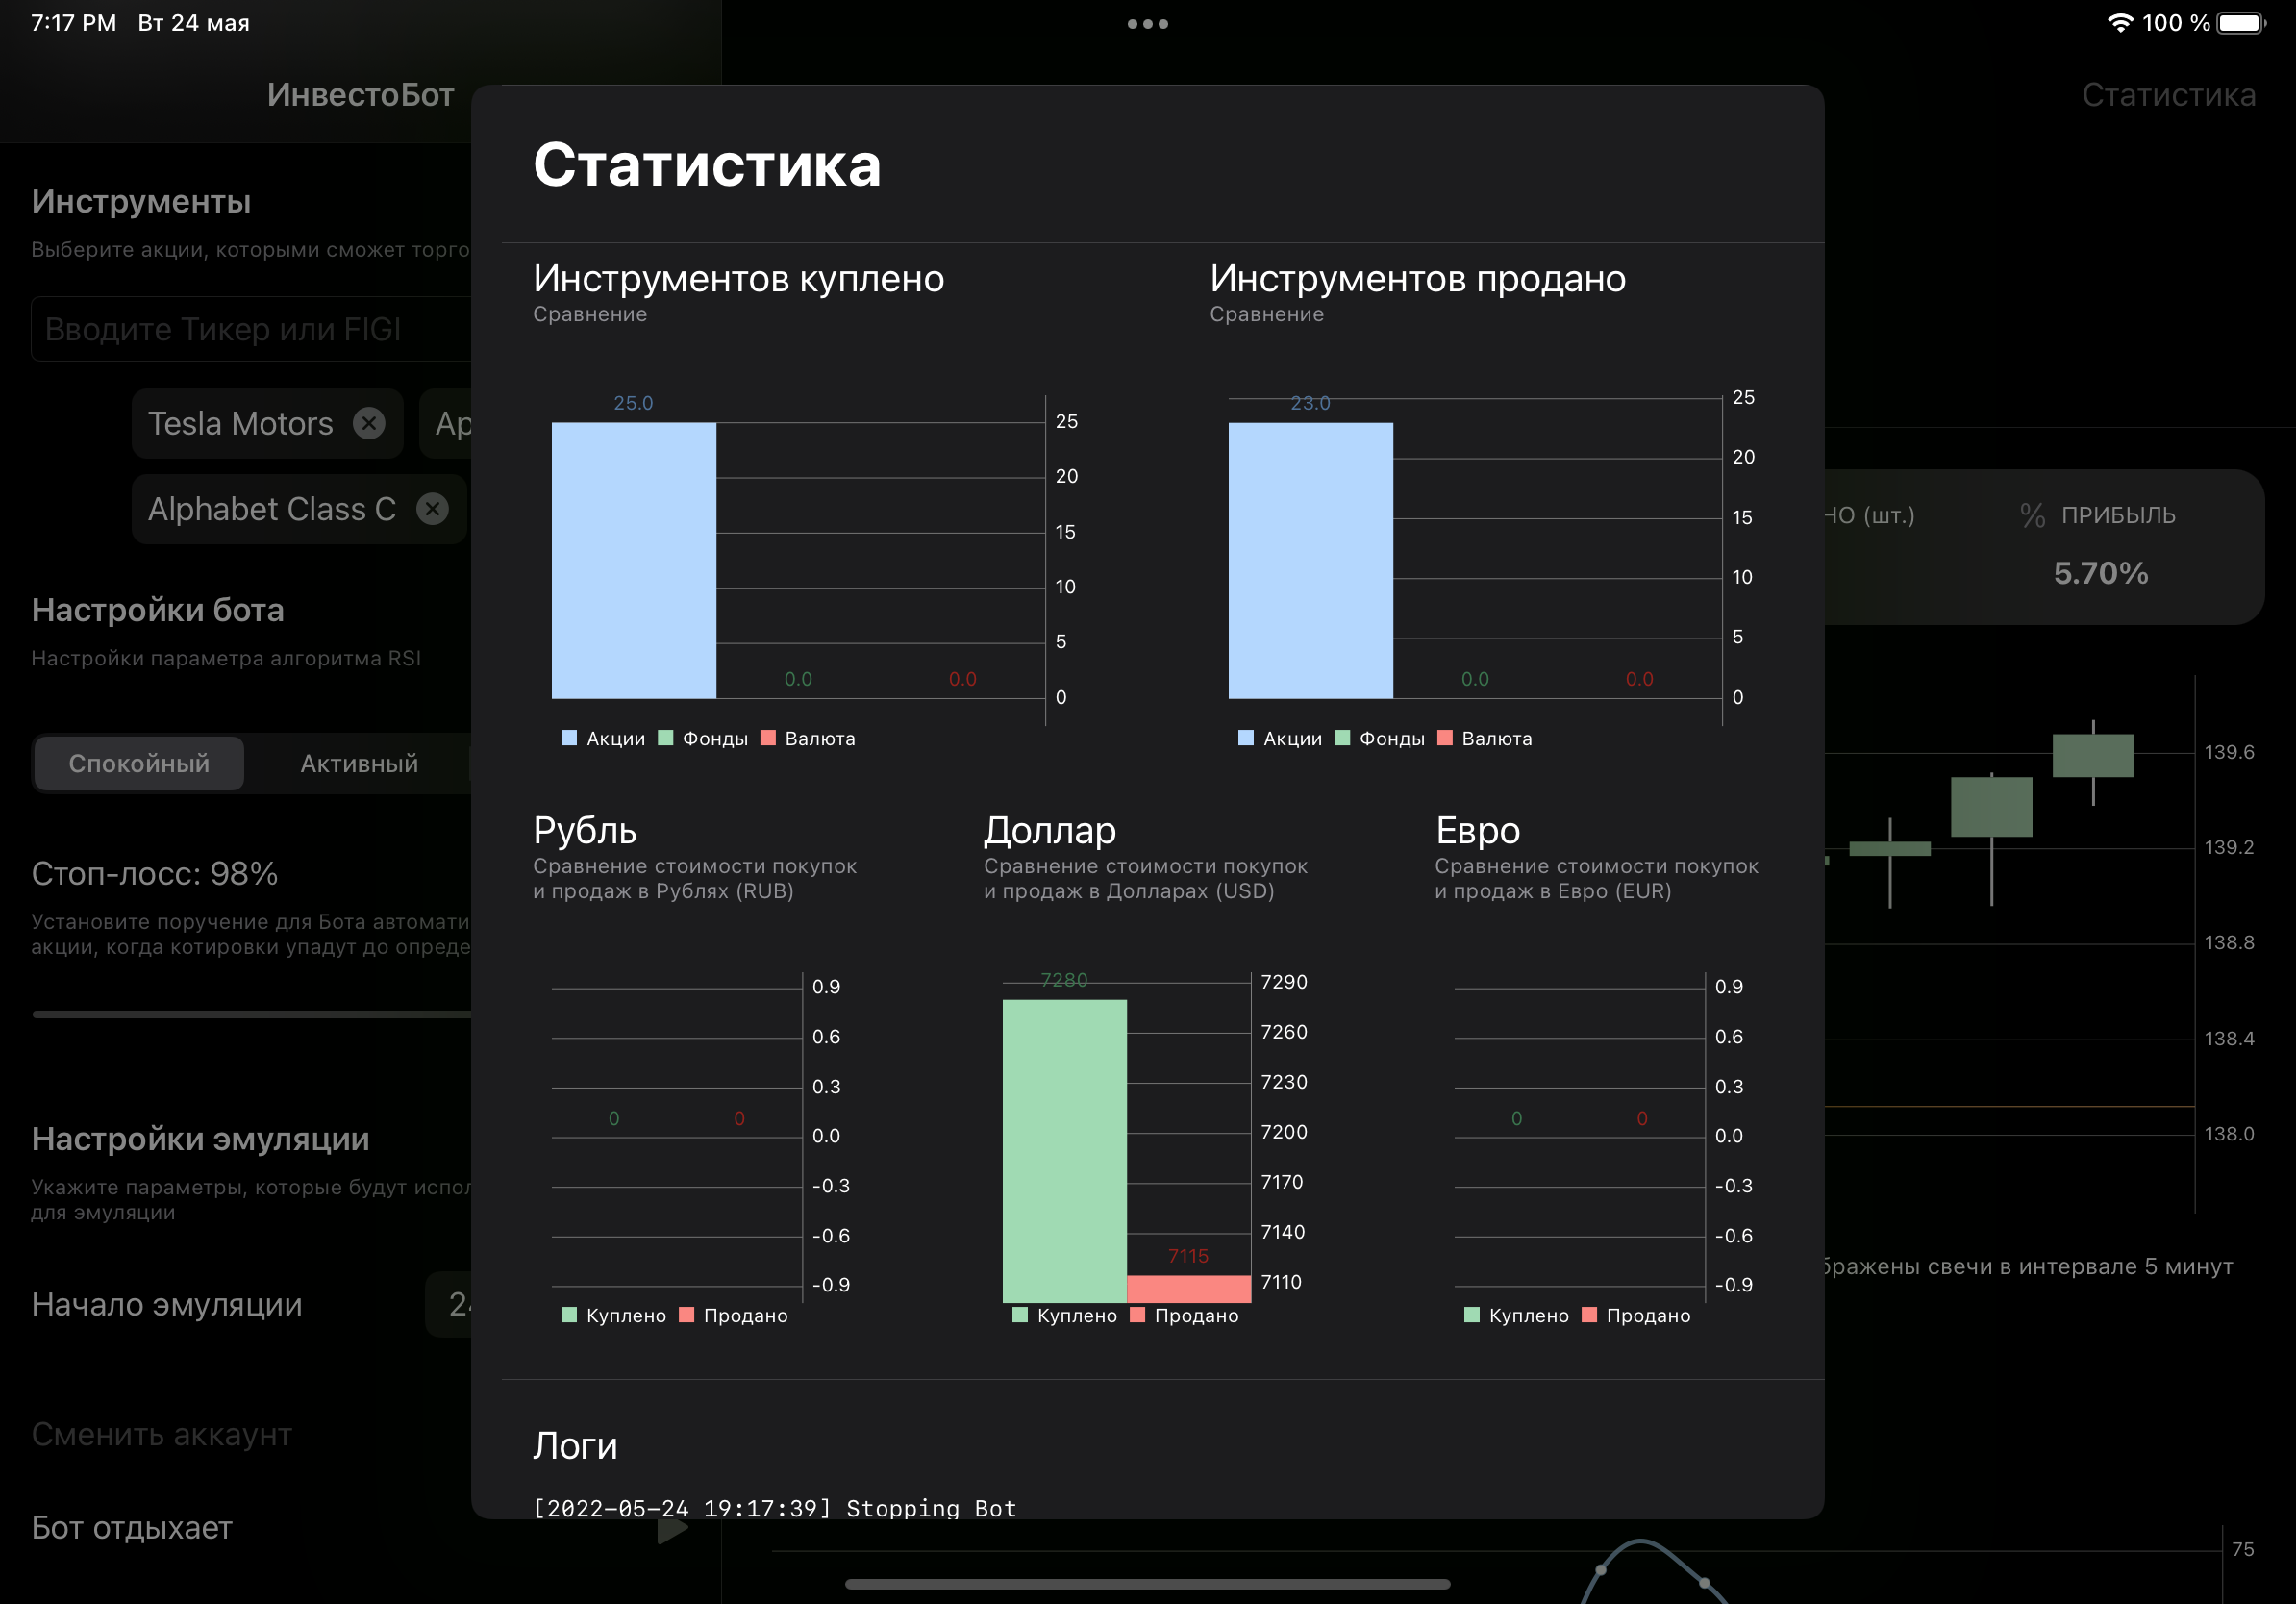 7:17 PM Вт 24 мая
100 %
ИнвестоБот
Статистика
Инструменты
Выберите акции, которыми сможет торго
Вводите Тикер или FIGI
Tesla Motors Ap
Alphabet Class C
Настройки бота
Настройки параметра алгоритма RSI
Спокойный Активный
Стоп-лосс: 98%
Установите поручение для Бота автомати
акции, когда котировки упадут до опреде
Настройки эмуляции
Укажите параметры, которые будут испол
для эмуляции
Начало эмуляции 24
Сменить аккаунт
Бот отдыхает
Статистика
Инструментов куплено
Сравнение
25.0
0.0
0.0
25
20
15
10
5
0
Акции Фонды Валюта
Инструментов продано
Сравнение
23.0
0.0
0.0
25
20
15
10
5
0
Акции Фонды Валюта
Рубль
Сравнение стоимости покупок
и продаж в Рублях (RUB)
0
0
0.9
0.6
0.3
0.0
-0.3
-0.6
-0.9
Куплено Продано
Доллар
Сравнение стоимости покупок
и продаж в Долларах (USD)
7280
7115
7290
7260
7230
7200
7170
7140
7110
Куплено Продано
Евро
Сравнение стоимости покупок
и продаж в Евро (EUR)
0
0
0.9
0.6
0.3
0.0
-0.3
-0.6
-0.9
Куплено Продано
Логи
[2022-05-24 19:17:39] Stopping Bot
НО (шт.)
% ПРИБЫЛЬ
5.70%
139.6
139.2
138.8
138.4
138.0
бражены свечи в интервале 5 минут
75